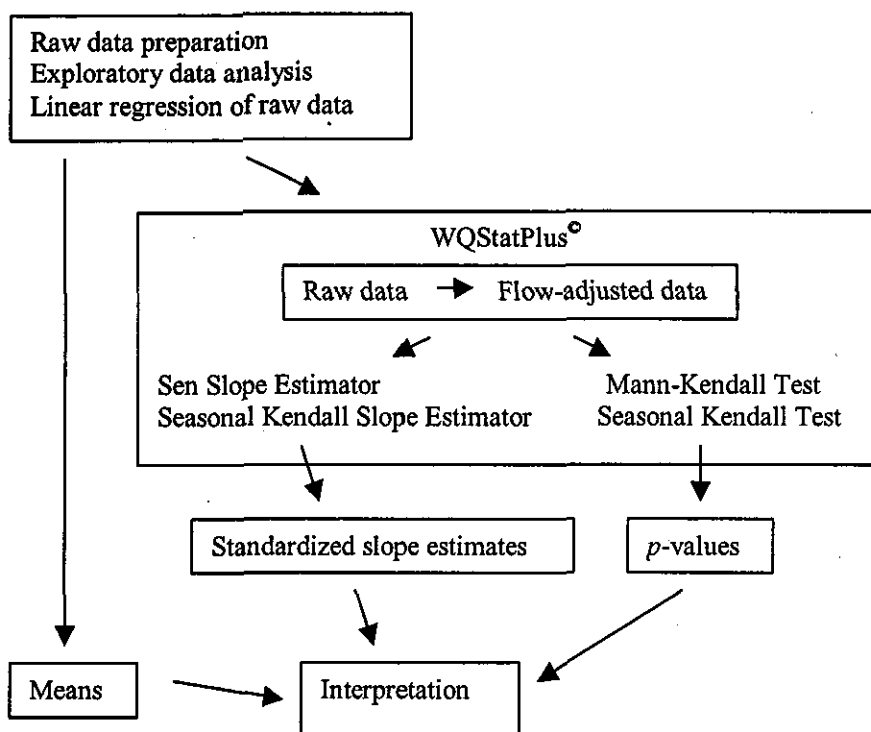 Raw data preparation
Exploratory data analysis
Linear regression of raw data
WQStatPlus©
Raw data
Flow-adjusted data
Sen Slope Estimator
Seasonal Kendall Slope Estimator
Mann-Kendall Test
Seasonal Kendall Test
Standardized slope estimates
p-values
Means
Interpretation